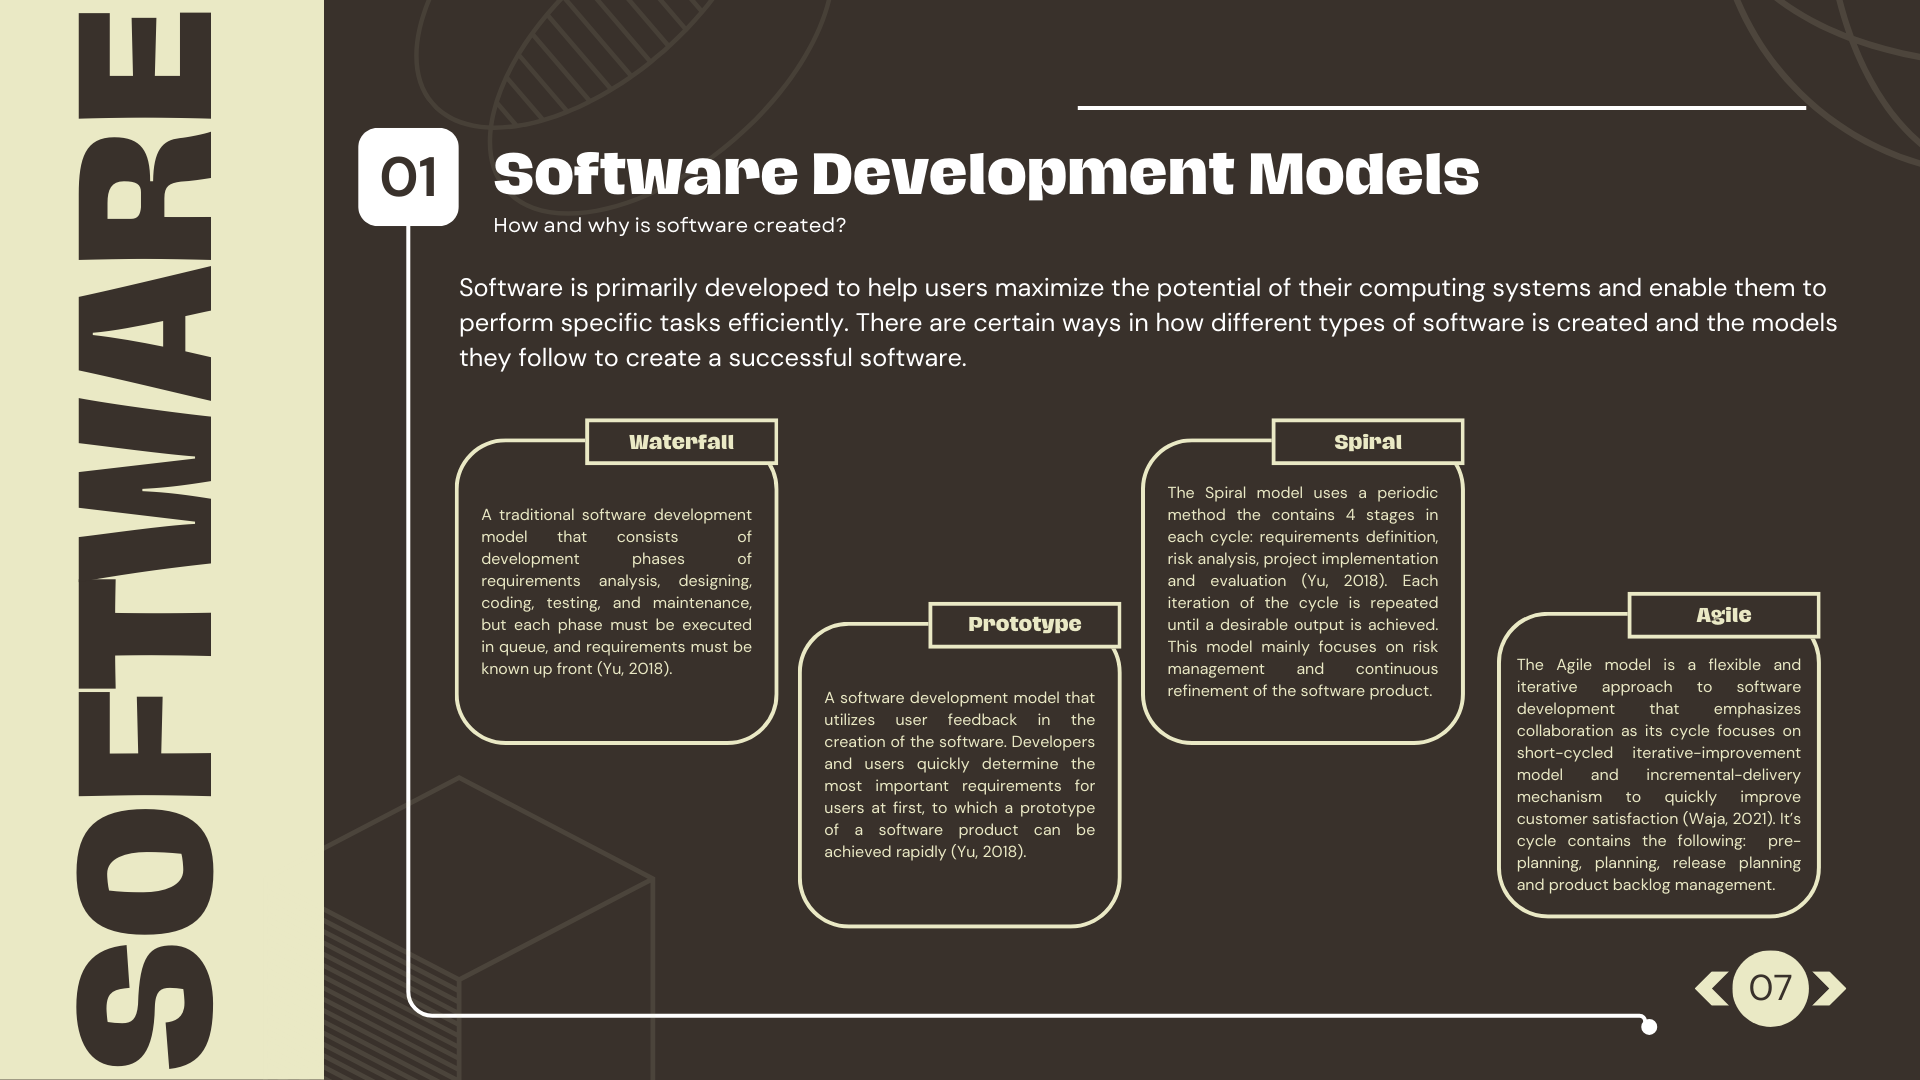 SOFTWARE
01
Software Development Models
How and why is software created?
Software is primarily developed to help users maximize the potential of their computing systems and enable them to
perform specific tasks efficiently. There are certain ways in how different types of software is created and the models
they follow to create a successful software.
Waterfall
A traditional software development
model that consists of
development phases of
requirements analysis, designing,
coding, testing, and maintenance,
but each phase must be executed
in queue, and requirements must be
known up front (Yu, 2018).
Prototype
A software development model that
utilizes user feedback in the
creation of the software. Developers
and users quickly determine the
most important requirements for
users at first, to which a prototype
of a software product can be
achieved rapidly (Yu, 2018).
Spiral
The Spiral model uses a periodic
method the contains 4 stages in
each cycle: requirements definition,
risk analysis, project implementation
and evaluation (Yu, 2018). Each
iteration of the cycle is repeated
until a desirable output is achieved.
This model mainly focuses on risk
management and continuous
refinement of the software product.
Agile
The Agile model is a flexible and
iterative approach to software
development that emphasizes
collaboration as its cycle focuses on
short-cycled iterative-improvement
model and incremental-delivery
mechanism to quickly improve
customer satisfaction (Waja, 2021). It’s
cycle contains the following: pre-
planning, planning, release planning
and product backlog management.
07